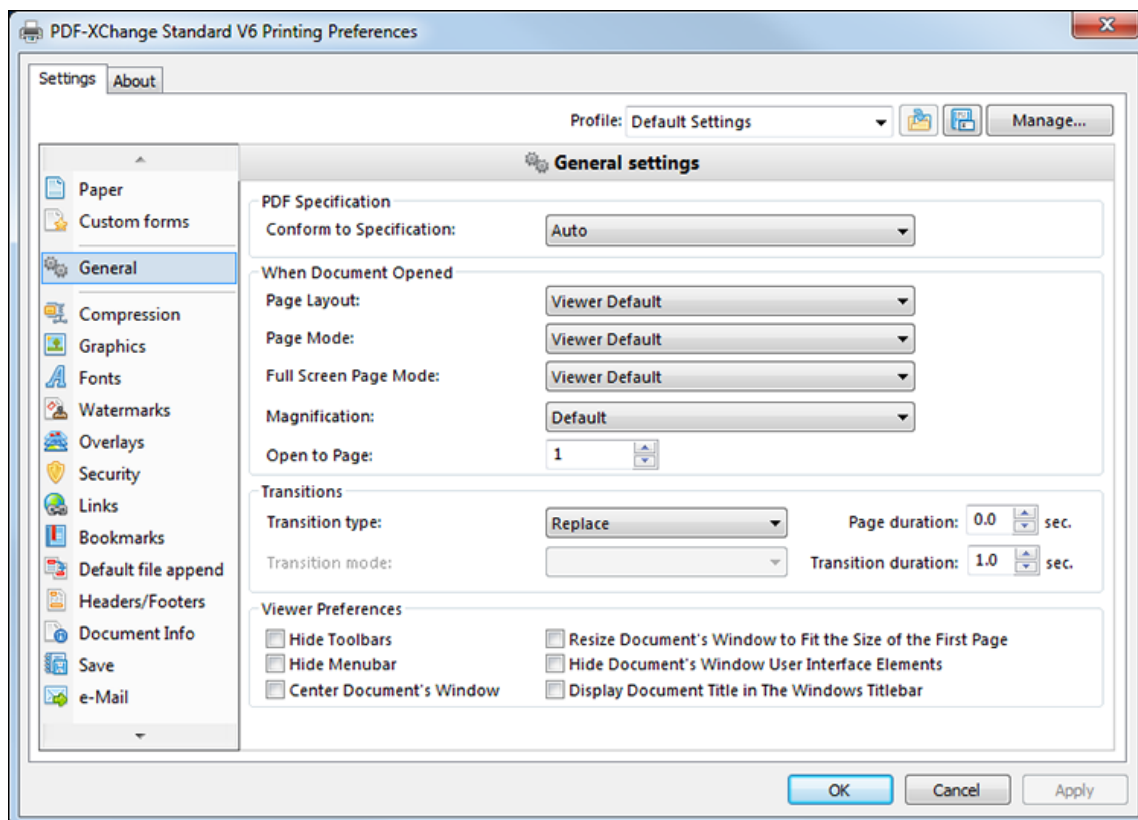 PDF-XChange Standard V6 Printing Preferences
Settings About
Profile: Default Settings Manage...
General settings
Paper
Custom forms
General
Compression
Graphics
Fonts
Watermarks
Overlays
Security
Links
Bookmarks
Default file append
Headers/Footers
Document Info
Save
e-Mail
PDF Specification
Conform to Specification: Auto
When Document Opened
Page Layout: Viewer Default
Page Mode: Viewer Default
Full Screen Page Mode: Viewer Default
Magnification: Default
Open to Page: 1
Transitions
Transition type: Replace Page duration: 0.0 sec.
Transition mode: Transition duration: 1.0 sec.
Viewer Preferences
Hide Toolbars Resize Document's Window to Fit the Size of the First Page
Hide Menubar Hide Document's Window User Interface Elements
Center Document's Window Display Document Title in The Windows Titlebar
OK Cancel Apply